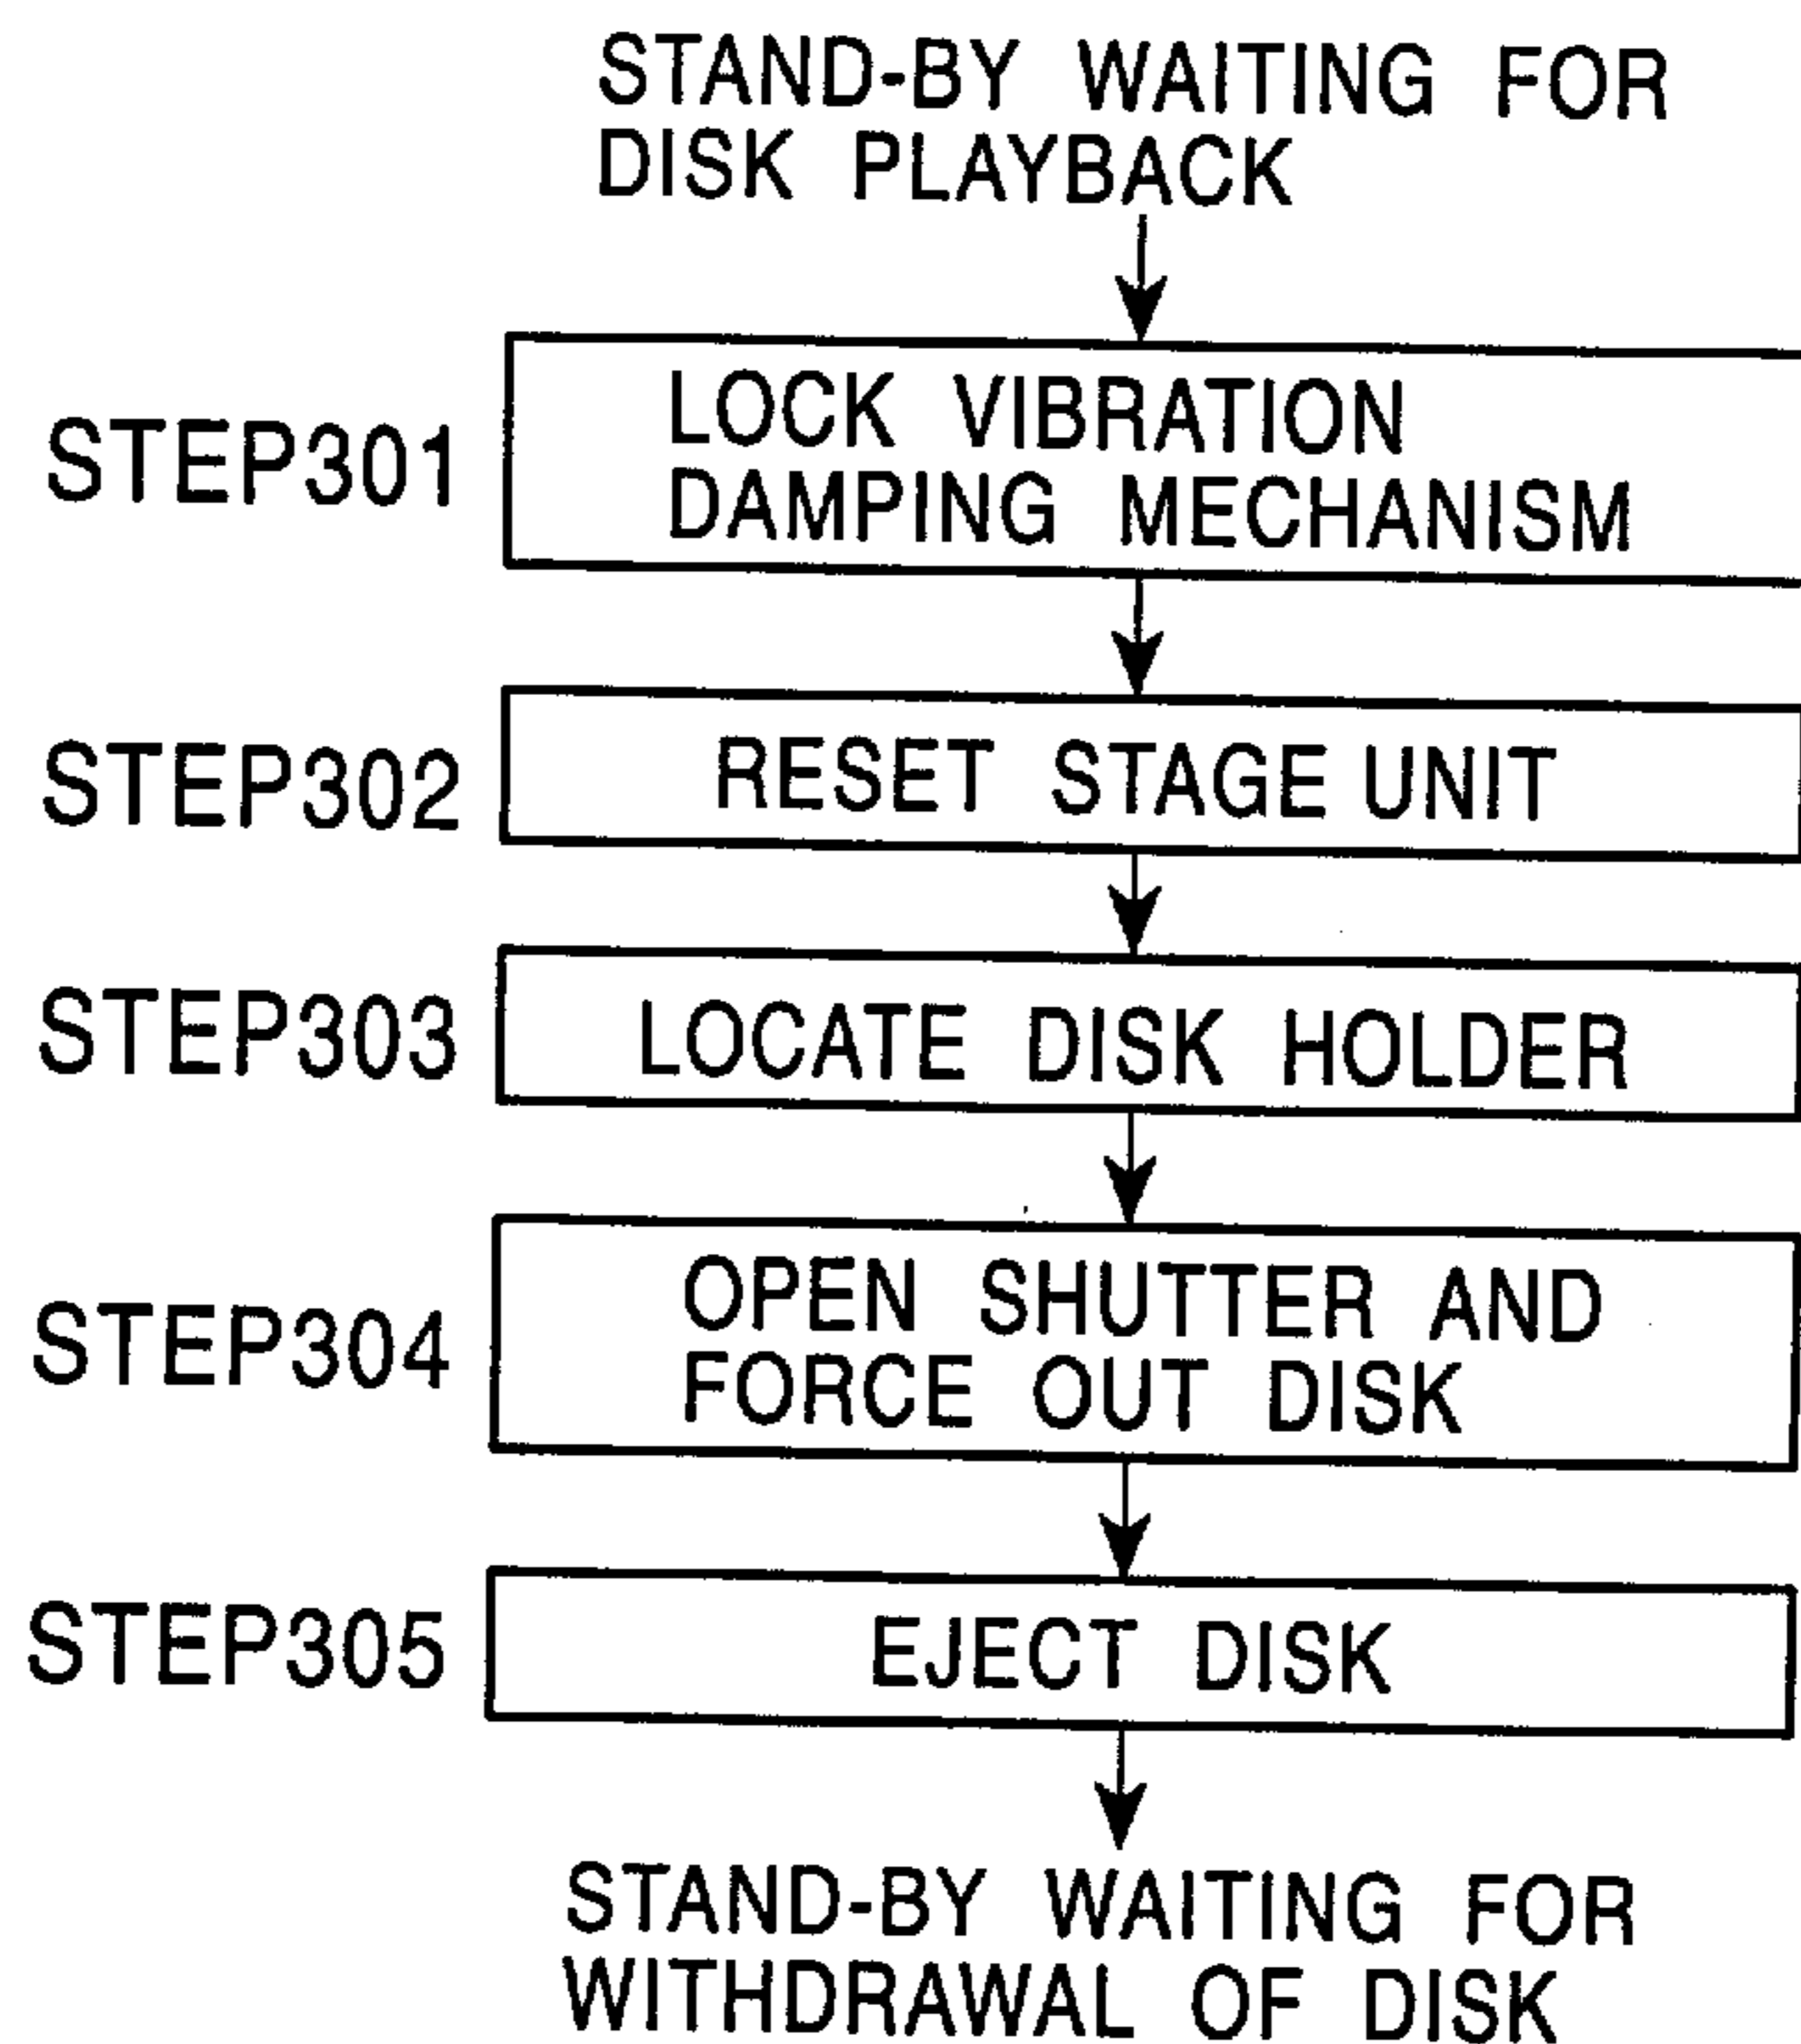 STAND-BY WAITING FOR
DISK PLAYBACK
STEP301
LOCK VIBRATION
DAMPING MECHANISM
STEP302
RESET STAGE UNIT
STEP303
LOCATE DISK HOLDER
STEP304
OPEN SHUTTER AND
FORCE OUT DISK
STEP305
EJECT DISK
STAND-BY WAITING FOR
WITHDRAWAL OF DISK